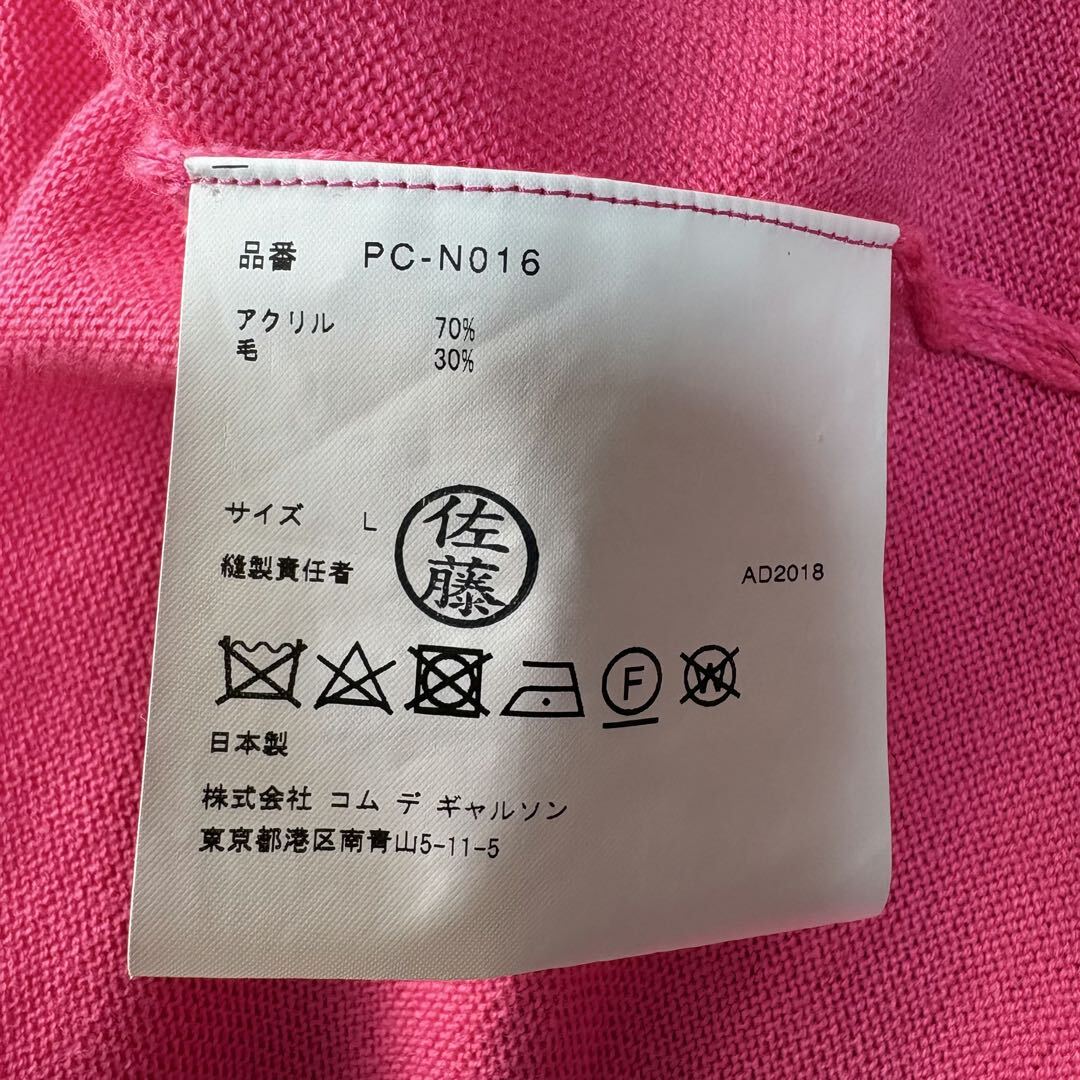 品番 PC-N016
アクリル 70%
毛 30%
サイズ L
佐藤
縫製責任者 AD2018
F W
日本製
株式会社 コム デ ギャルソン
東京都港区南青山5-11-5